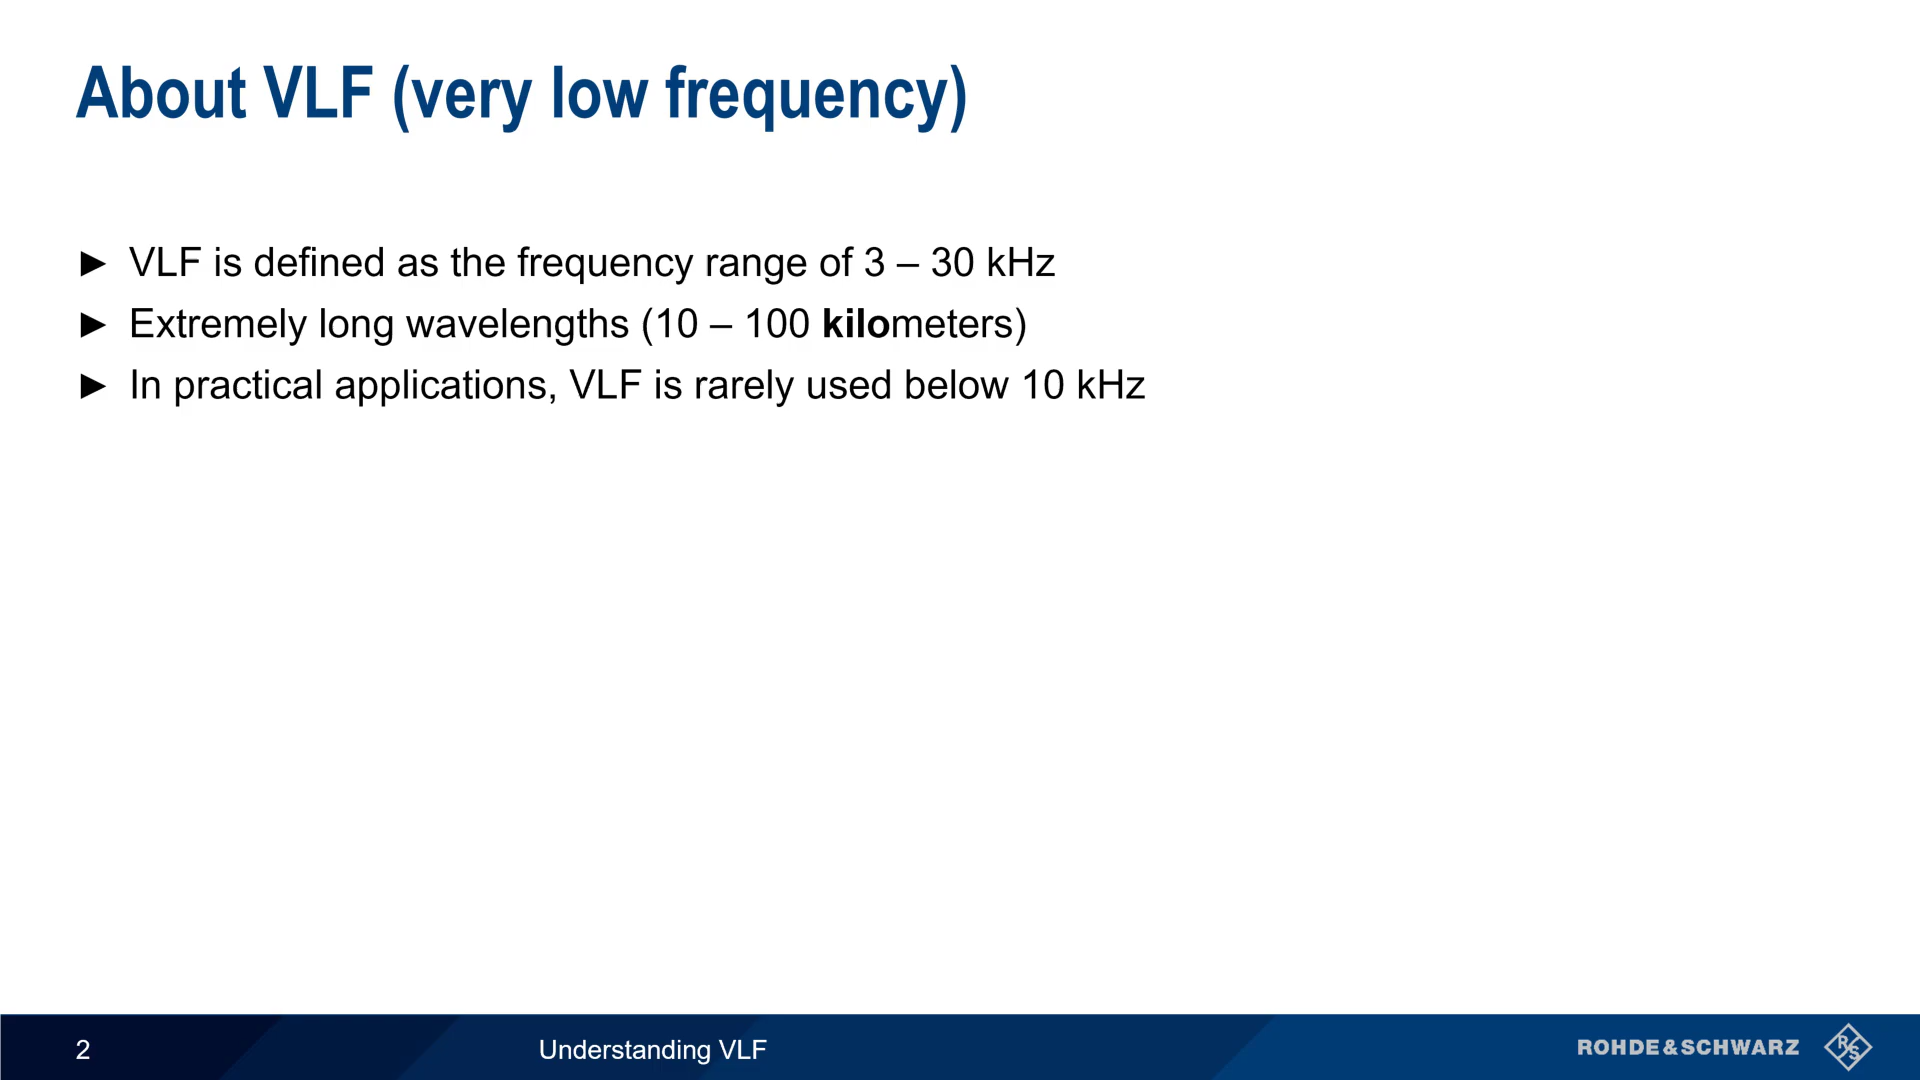 About VLF (very low frequency)
► VLF is defined as the frequency range of 3 – 30 kHz
► Extremely long wavelengths (10 – 100 kilometers)
► In practical applications, VLF is rarely used below 10 kHz
2
Understanding VLF
ROHDE&SCHWARZ
R&S